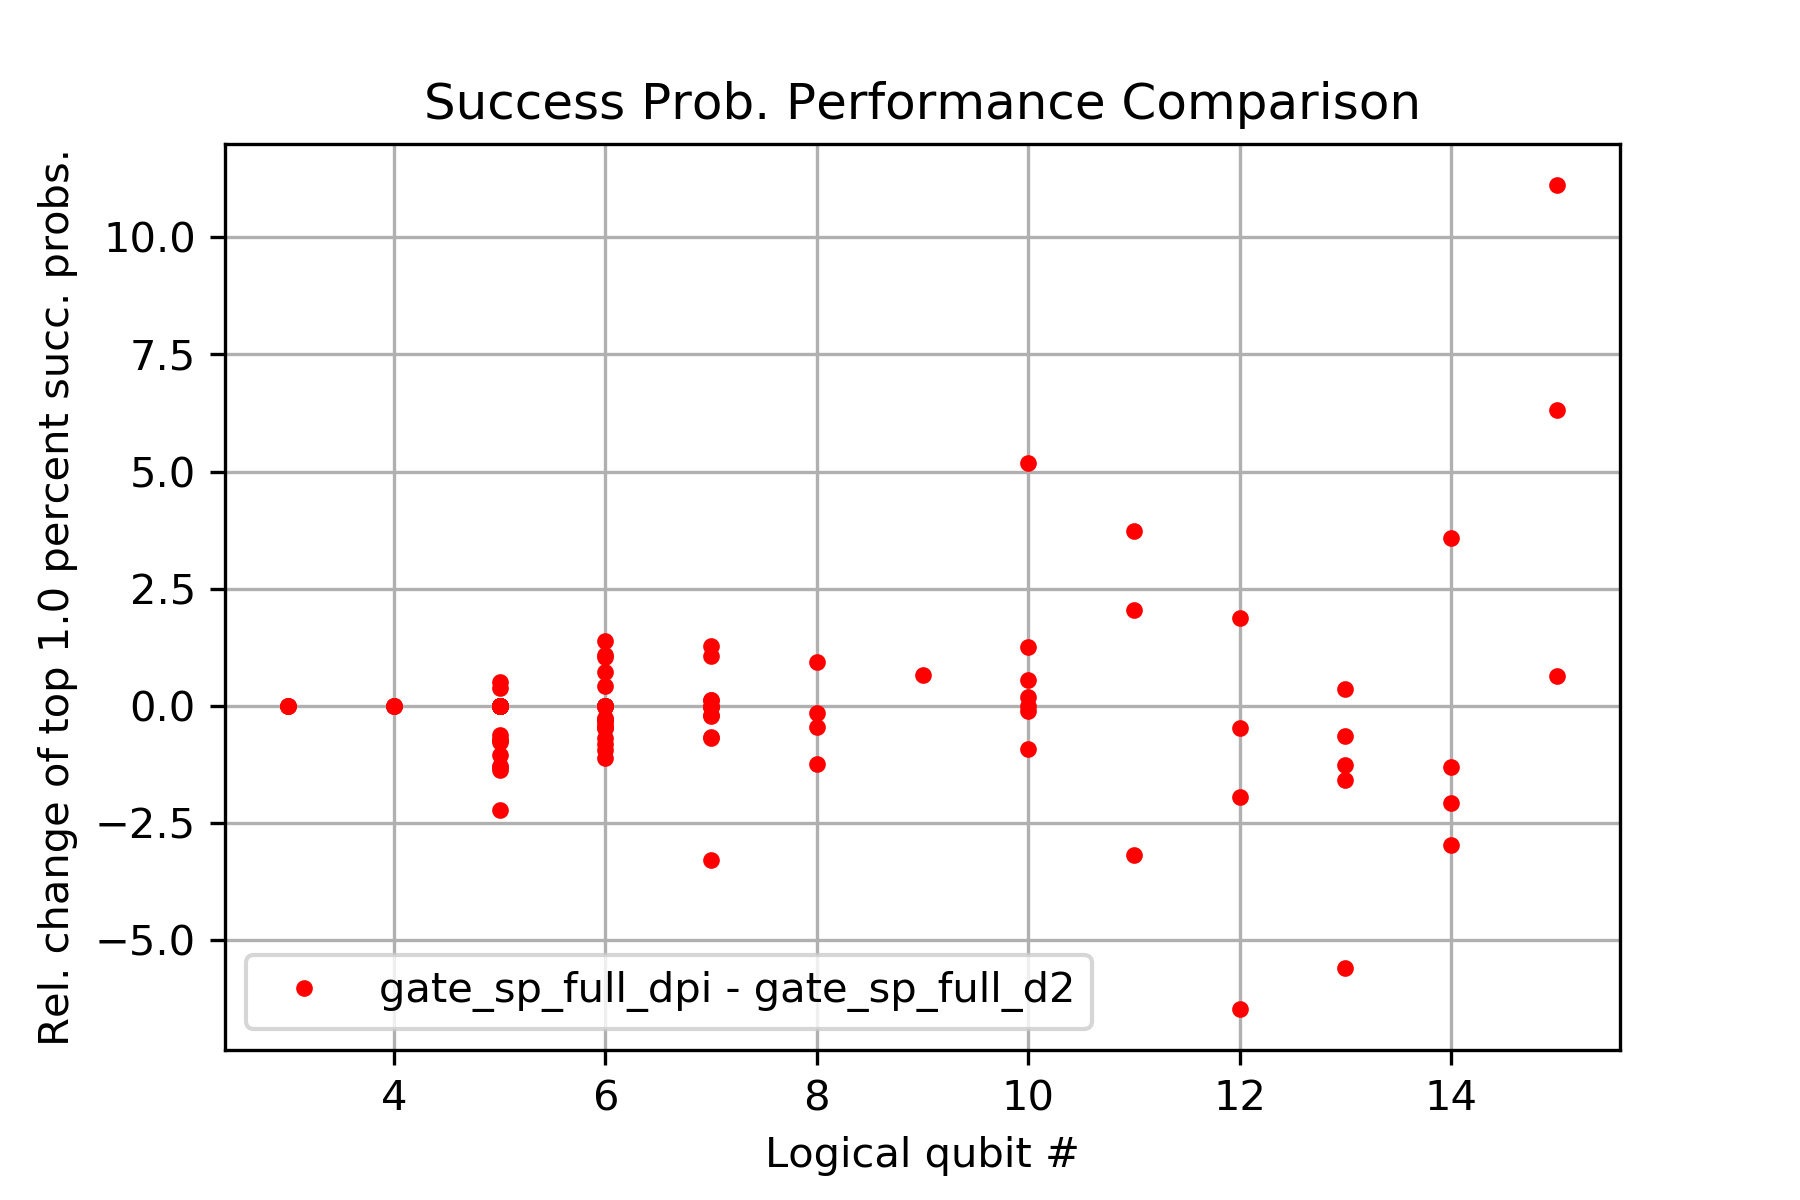 Success Prob. Performance Comparison
Rel. change of top 1.0 percent succ. probs.
10.0
7.5
5.0
2.5
0.0
−2.5
−5.0
gate_sp_full_dpi - gate_sp_full_d2
4 6 8 10 12 14
Logical qubit #